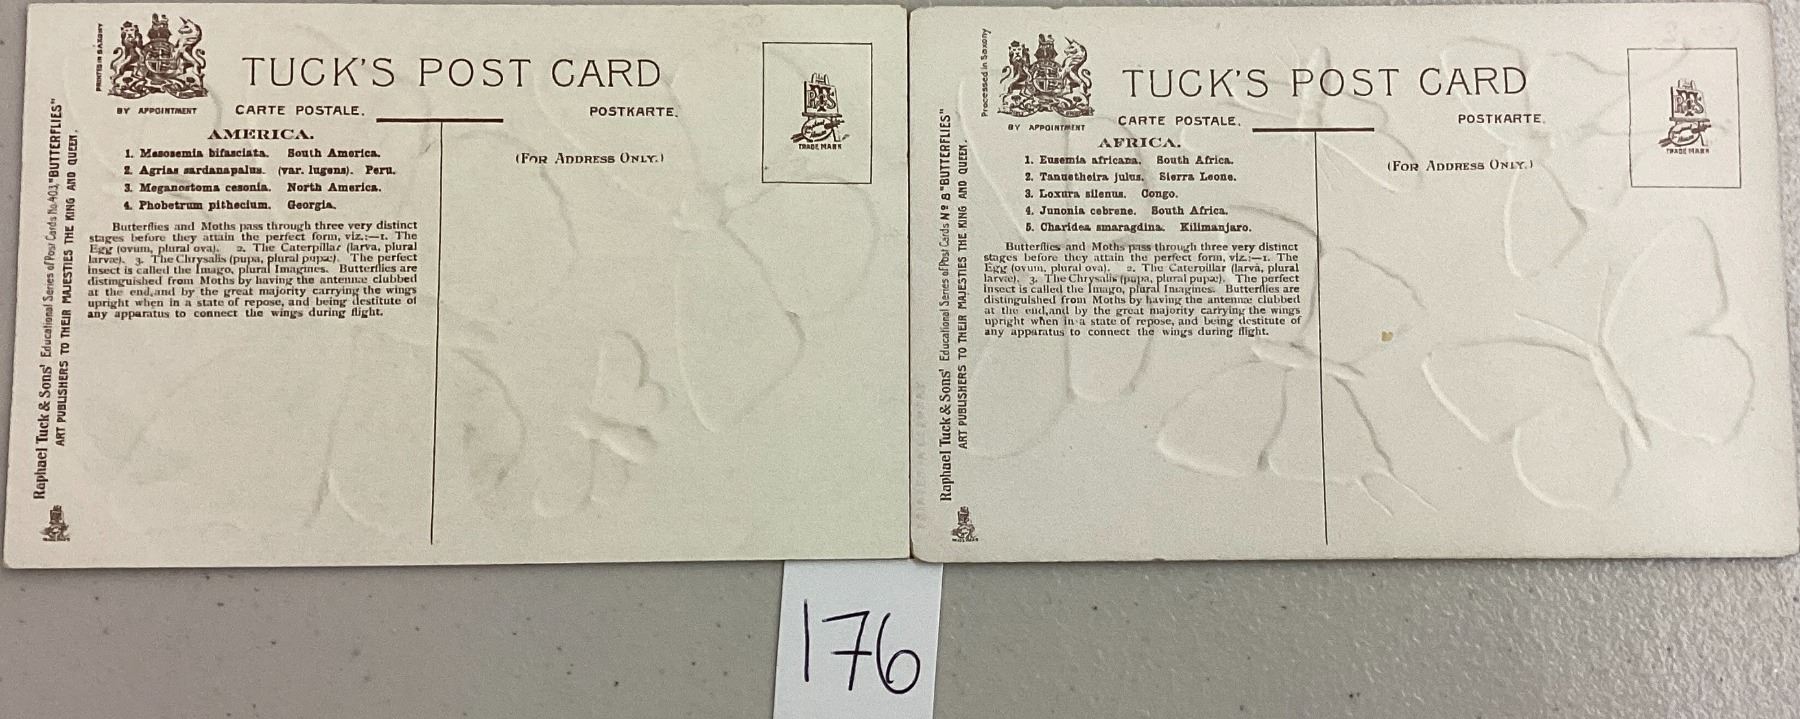 PRINTED IN SAXONY
BY APPOINTMENT
TUCK'S POST CARD
CARTE POSTALE.
POSTKARTE.
TRADE MARK
Raphael Tuck & Sons' Educational Series of Post Cards No. 403, "BUTTERFLIES"
ART PUBLISHERS TO THEIR MAJESTIES THE KING AND QUEEN.
AMERICA.
1. Mesosemia bifasciata. South America.
2. Agrias sardanapalus. (var. lugens). Peru.
3. Meganostoma cesonia. North America.
4. Phobetrum pithecium. Georgia.
(FOR ADDRESS ONLY.)
Butterflies and Moths pass through three very distinct
stages before they attain the perfect form, viz.:—1. The
Egg (ovum, plural ova). 2. The Caterpillar (larva, plural
larvæ). 3. The Chrysalis (pupa, plural pupæ). The perfect
insect is called the Imago, plural Imagines. Butterflies are
distinguished from Moths by having the antennæ clubbed
at the end, and by the great majority carrying the wings
upright when in a state of repose, and being destitute of
any apparatus to connect the wings during flight.
Processed in Saxony
BY APPOINTMENT
TUCK'S POST CARD
CARTE POSTALE.
POSTKARTE.
TRADE MARK
Raphael Tuck & Sons' Educational Series of Post Cards Nº 8 "BUTTERFLIES"
ART PUBLISHERS TO THEIR MAJESTIES THE KING AND QUEEN.
AFRICA.
1. Eusemia africana. South Africa.
2. Tanuetheira julus. Sierra Leone.
3. Loxura silenus. Congo.
4. Junonia cebrene. South Africa.
5. Charidea smaragdina. Kilimanjaro.
(FOR ADDRESS ONLY.)
Butterflies and Moths pass through three very distinct
stages before they attain the perfect form, viz.:—1. The
Egg (ovum, plural ova). 2. The Caterpillar (larva, plural
larvæ). 3. The Chrysalis (pupa, plural pupæ). The perfect
insect is called the Imago, plural Imagines. Butterflies are
distinguished from Moths by having the antennæ clubbed
at the end, and by the great majority carrying the wings
upright when in a state of repose, and being destitute of
any apparatus to connect the wings during flight.
176